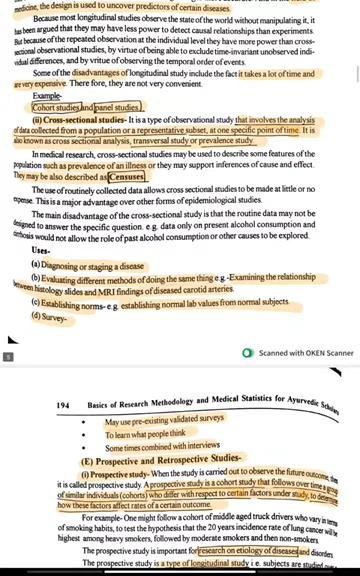 medicine, the design is used to uncover predictors of certain diseases.
Because most longitudinal studies observe the state of the world without manipulating it, it
has been argued that they may have less power to detect causal relationships than experiments.
But because of the repeated observation at the individual level they have more power than cross-
sectional observational studies, by virtue of being able to exclude time-invariant unobserved indi-
vidual differences, and by virtue of observing the temporal order of events.
Some of the disadvantages of longitudinal study include the fact it takes a lot of time and
are very expensive. There fore, they are not very convenient.
Example-
Cohort studies and panel studies.
(ii) Cross-sectional studies- It is a type of observational study that involves the analysis
of data collected from a population or a representative subset, at one specific point of time. It is
also known as cross sectional analysis, transversal study or prevalence study.
In medical research, cross-sectional studies may be used to describe some features of the
population such as prevalence of an illness or they may support inferences of cause and effect.
They may be also described as Censuses.
The use of routinely collected data allows cross-sectional studies to be made at little or no
expense. This is a major advantage over other forms of epidemiological studies.
The main disadvantage of the cross-sectional study is that the routine data may not be
designed to answer the specific question. e.g. data only on present alcohol consumption and
cirrhosis would not allow the role of past alcohol consumption or other causes to be explored.
Uses-
(a) Diagnosing or staging a disease
(b) Evaluating different methods of doing the same thing e.g.-Examining the relationship
between histology slides and MRI findings of diseased carotid arteries.
(c) Establishing norms- e.g. establishing normal lab values from normal subjects
(d) Survey-
5
Scanned with OKEN Scanner
194 Basics of Research Methodology and Medical Statistics for Ayurvedic Scholars
• May use pre-existing validated surveys
• To learn what people think
• Some times combined with interviews
(E) Prospective and Retrospective Studies-
(i) Prospective study- When the study is carried out to observe the future outcome, then
it is called prospective study. A prospective study is a cohort study that follows over time a group
of similar individuals (cohorts) who differ with respect to certain factors under study, to determine
how these factors affect rates of a certain outcome.
For example- One might follow a cohort of middle aged truck drivers who vary in terms
of smoking habits, to test the hypothesis that the 20 years incidence rate of lung cancer will be
highest among heavy smokers, followed by moderate smokers and then non-smokers.
The prospective study is important for research on etiology of diseases and disorders
The prospective study is a type of longitudinal study i.e. subjects are studied over